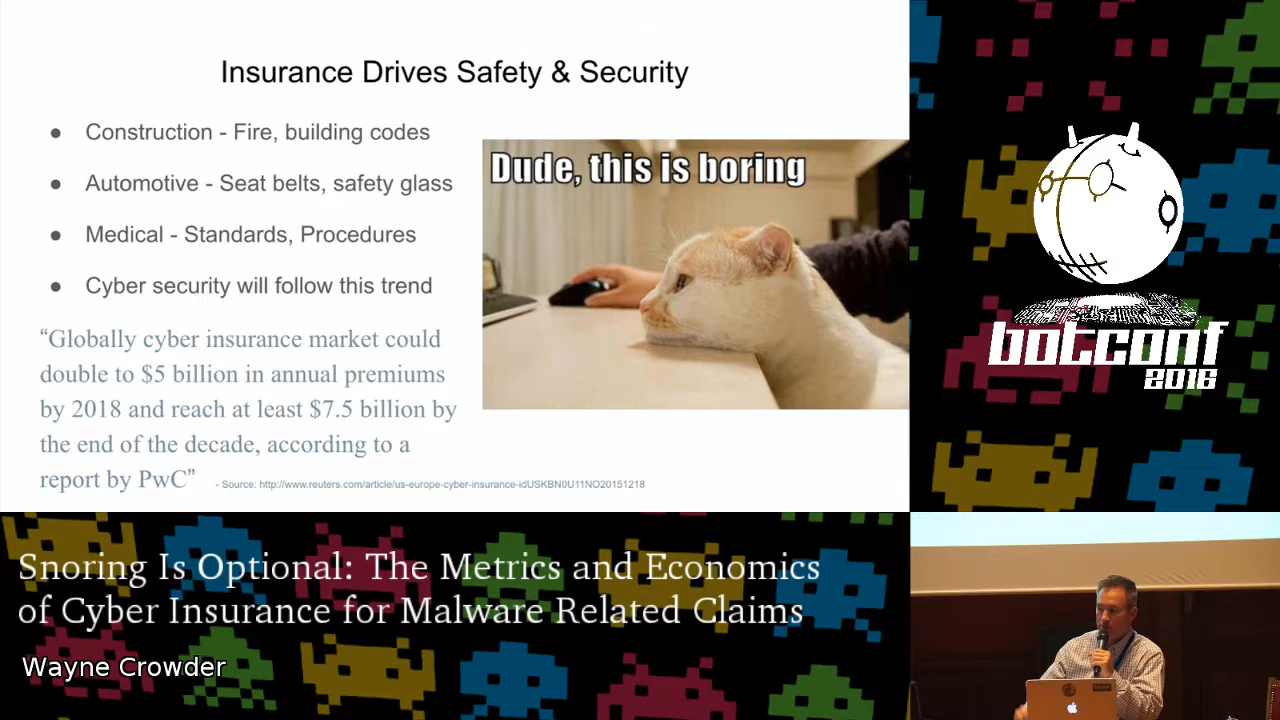 Insurance Drives Safety & Security
● Construction - Fire, building codes
● Automotive - Seat belts, safety glass
● Medical - Standards, Procedures
● Cyber security will follow this trend
“Globally cyber insurance market could
double to $5 billion in annual premiums
by 2018 and reach at least $7.5 billion by
the end of the decade, according to a
report by PwC”
- Source: http://www.reuters.com/article/us-europe-cyber-insurance-idUSKBN0U11NO20151218
Dude, this is boring
botconf
2016
Snoring Is Optional: The Metrics and Economics
of Cyber Insurance for Malware Related Claims
Wayne Crowder